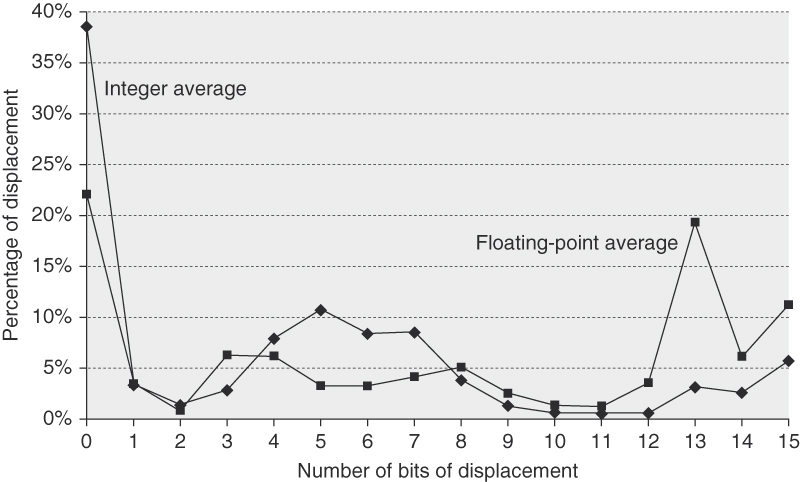 40%
35%
Integer average
30%
25%
20%
Floating-point average
15%
10%
5%
0%
Percentage of displacement
0 1 2 3 4 5 6 7 8 9 10 11 12 13 14 15
Number of bits of displacement